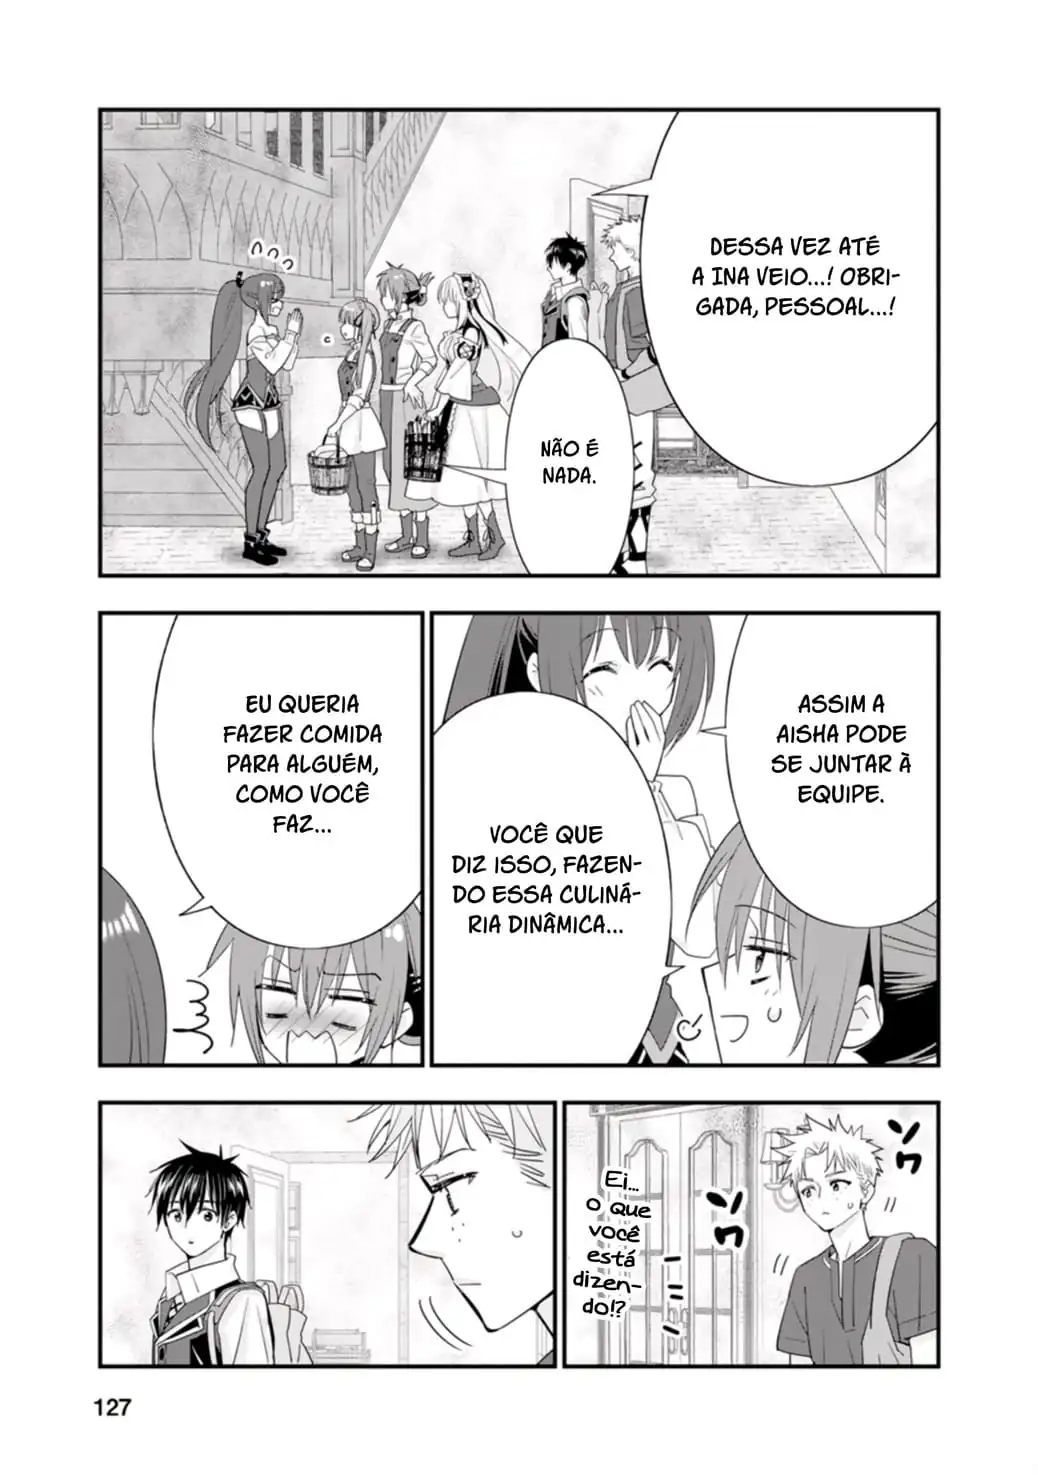 DESSA VEZ ATÉ
A INA VEIO...! OBRI-
GADA, PESSOAL...!
NÃO É
NADA.
ASSIM A
AISHA PODE
SE JUNTAR À
EQUIPE.
VOCÊ QUE
DIZ ISSO, FAZEN-
DO ESSA CULINÁ-
RIA DINÂMICA...
EU QUERIA
FAZER COMIDA
PARA ALGUÉM,
COMO VOCÊ
FAZ...
ソワ
ソワ
Ei...
o que
você
está
dizen-
do!?
127